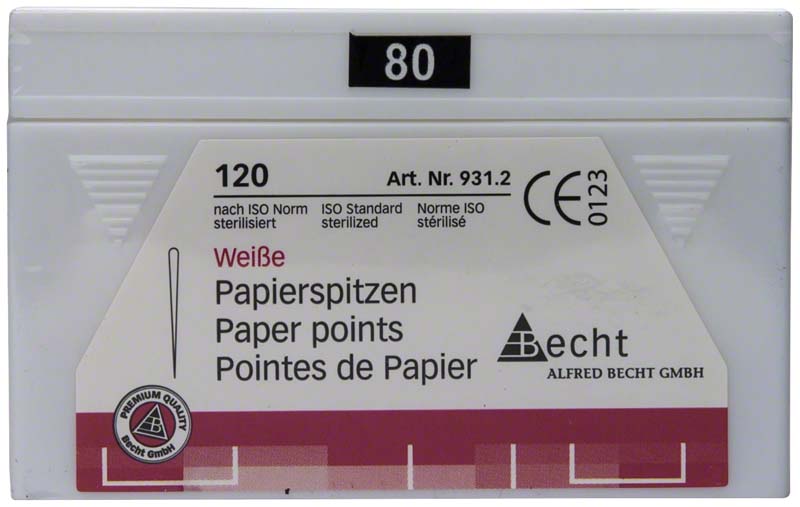 80
120 Art. Nr. 931.2
nach ISO Norm ISO Standard Norme ISO
sterilisiert sterilized stérilisé
CE 0123
Weiße
Papierspitzen
Paper points
Pointes de Papier
Becht
ALFRED BECHT GMBH
PREMIUM QUALITY
Becht GmbH